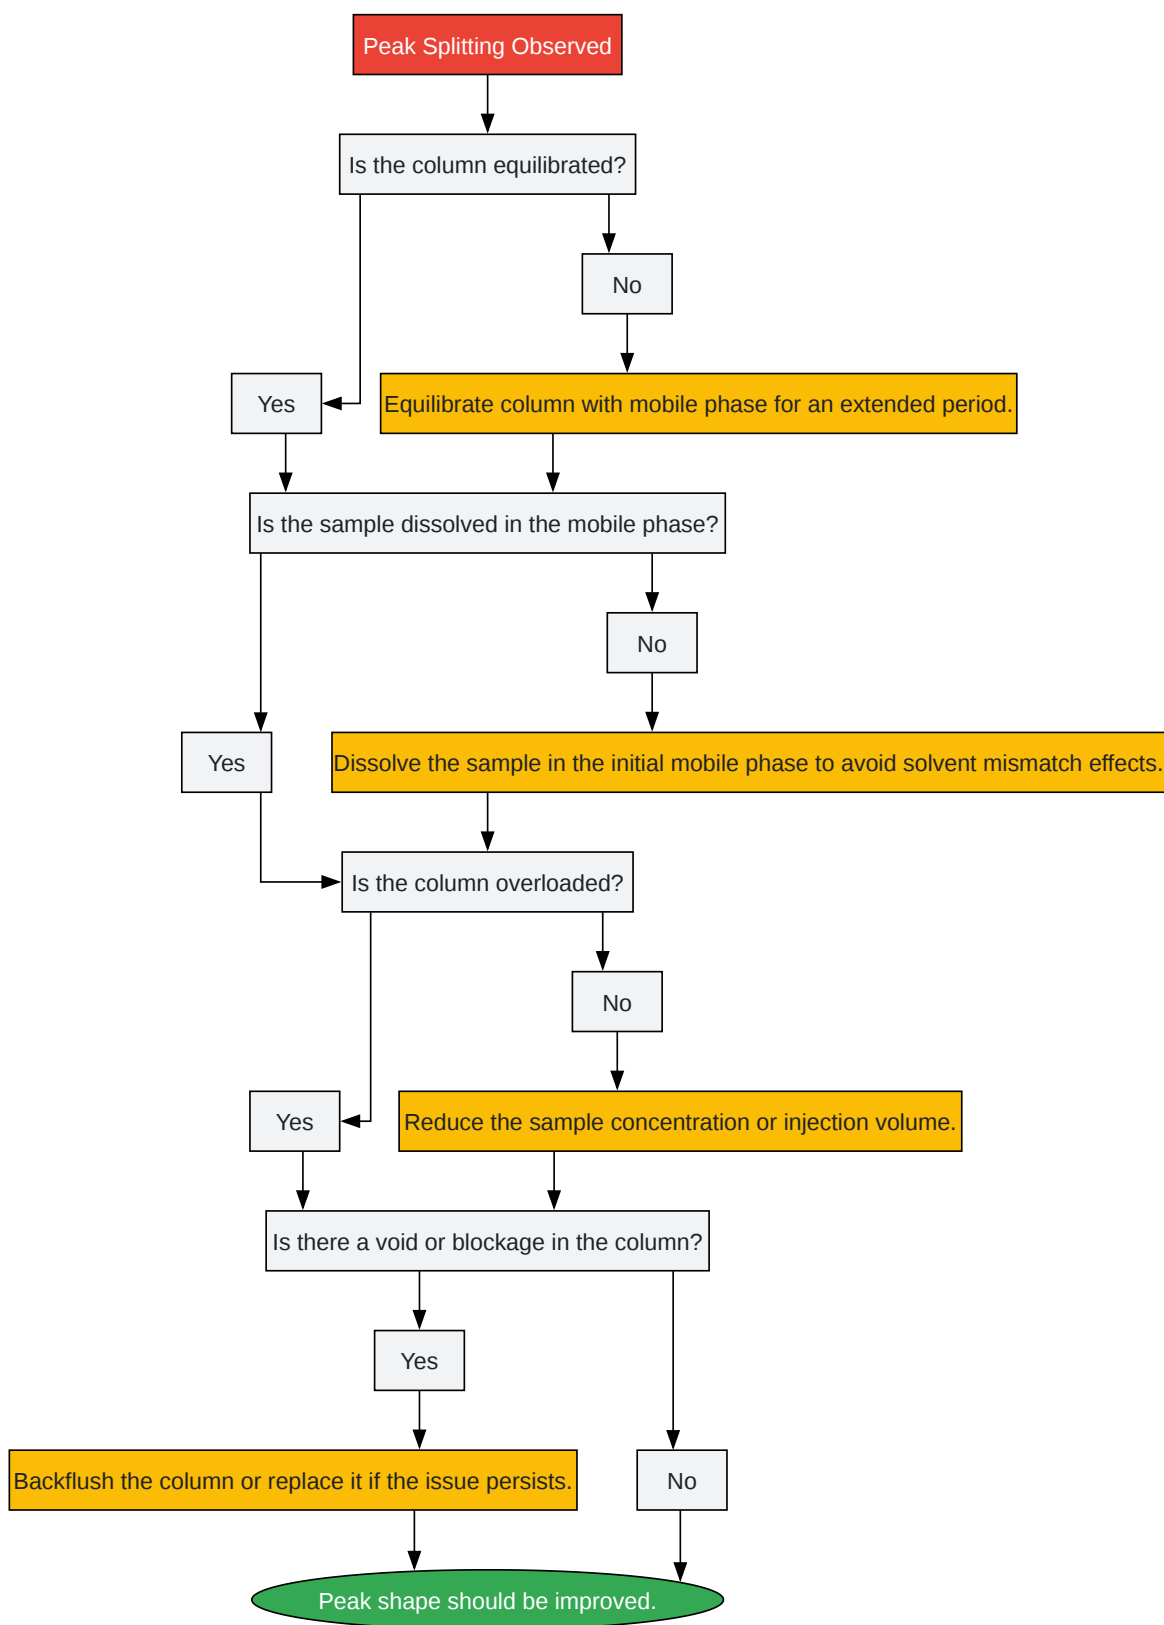 Peak Splitting Observed
Is the column equilibrated?
No
Yes
Equilibrate column with mobile phase for an extended period.
Is the sample dissolved in the mobile phase?
No
Yes
Dissolve the sample in the initial mobile phase to avoid solvent mismatch effects.
Is the column overloaded?
No
Yes
Reduce the sample concentration or injection volume.
Is there a void or blockage in the column?
Yes
Backflush the column or replace it if the issue persists.
No
Peak shape should be improved.